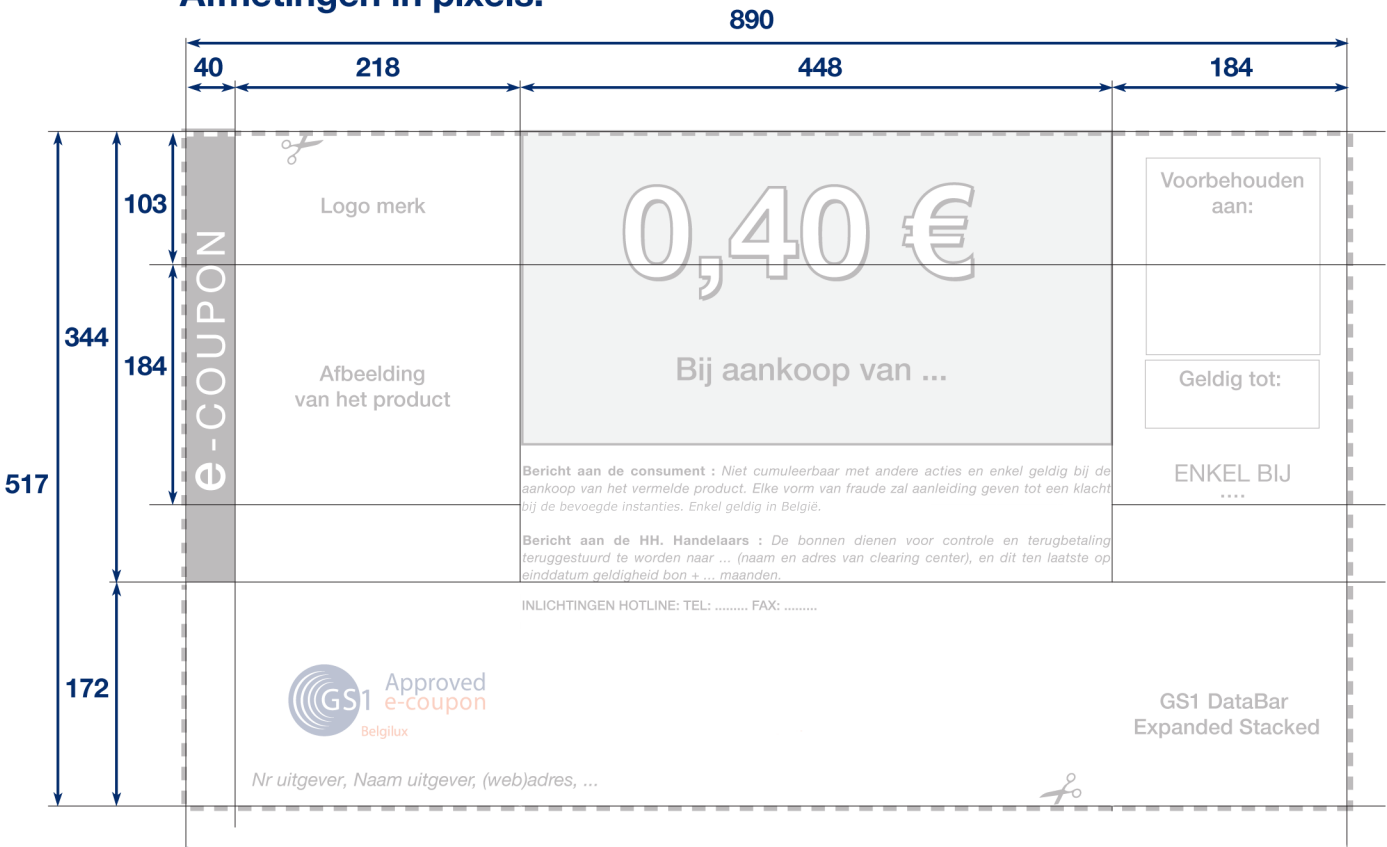 Afmetingen in pixels:
890
40 218 448 184
103
344
184
517
172
e-COUPON
Logo merk
Afbeelding
van het product
0,40 €
Bij aankoop van ...
Voorbehouden
aan:
Geldig tot:
ENKEL BIJ
....
Bericht aan de consument : Niet cumuleerbaar met andere acties en enkel geldig bij de
aankoop van het vermelde product. Elke vorm van fraude zal aanleiding geven tot een klacht
bij de bevoegde instanties. Enkel geldig in België.
Bericht aan de HH. Handelaars : De bonnen dienen voor controle en terugbetaling
teruggestuurd te worden naar ... (naam en adres van clearing center), en dit ten laatste op
einddatum geldigheid bon + ... maanden.
INLICHTINGEN HOTLINE: TEL: ......... FAX: .........
GS1 Approved
e-coupon
Belgilux
GS1 DataBar
Expanded Stacked
Nr uitgever, Naam uitgever, (web)adres, ...